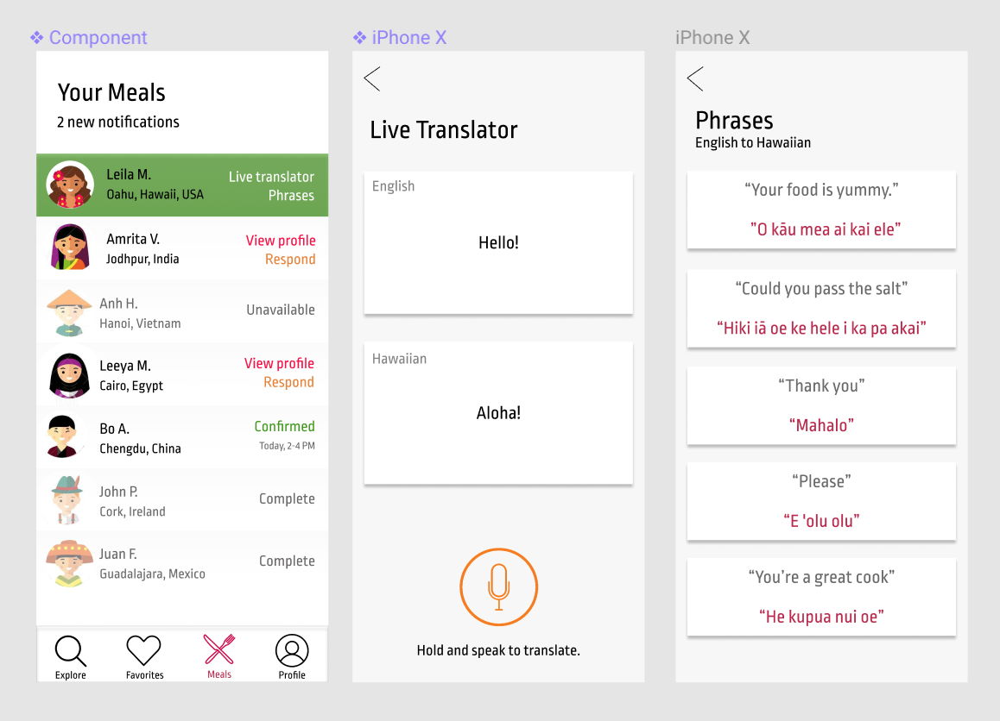 Component
Your Meals
2 new notifications
Leila M.
Oahu, Hawaii, USA
Live translator
Phrases
Amrita V.
Jodhpur, India
View profile
Respond
Anh H.
Hanoi, Vietnam
Unavailable
Leeya M.
Cairo, Egypt
View profile
Respond
Bo A.
Chengdu, China
Confirmed
Today, 2-4 PM
John P.
Cork, Ireland
Complete
Juan F.
Guadalajara, Mexico
Complete
Explore
Favorites
Meals
Profile
iPhone X
Live Translator
English
Hello!
Hawaiian
Aloha!
Hold and speak to translate.
iPhone X
Phrases
English to Hawaiian
“Your food is yummy.”
”O kāu mea ai kai ele”
“Could you pass the salt”
“Hiki iā oe ke hele i ka pa akai”
“Thank you”
“Mahalo”
“Please”
“E 'olu olu”
“You’re a great cook”
“He kupua nui oe”